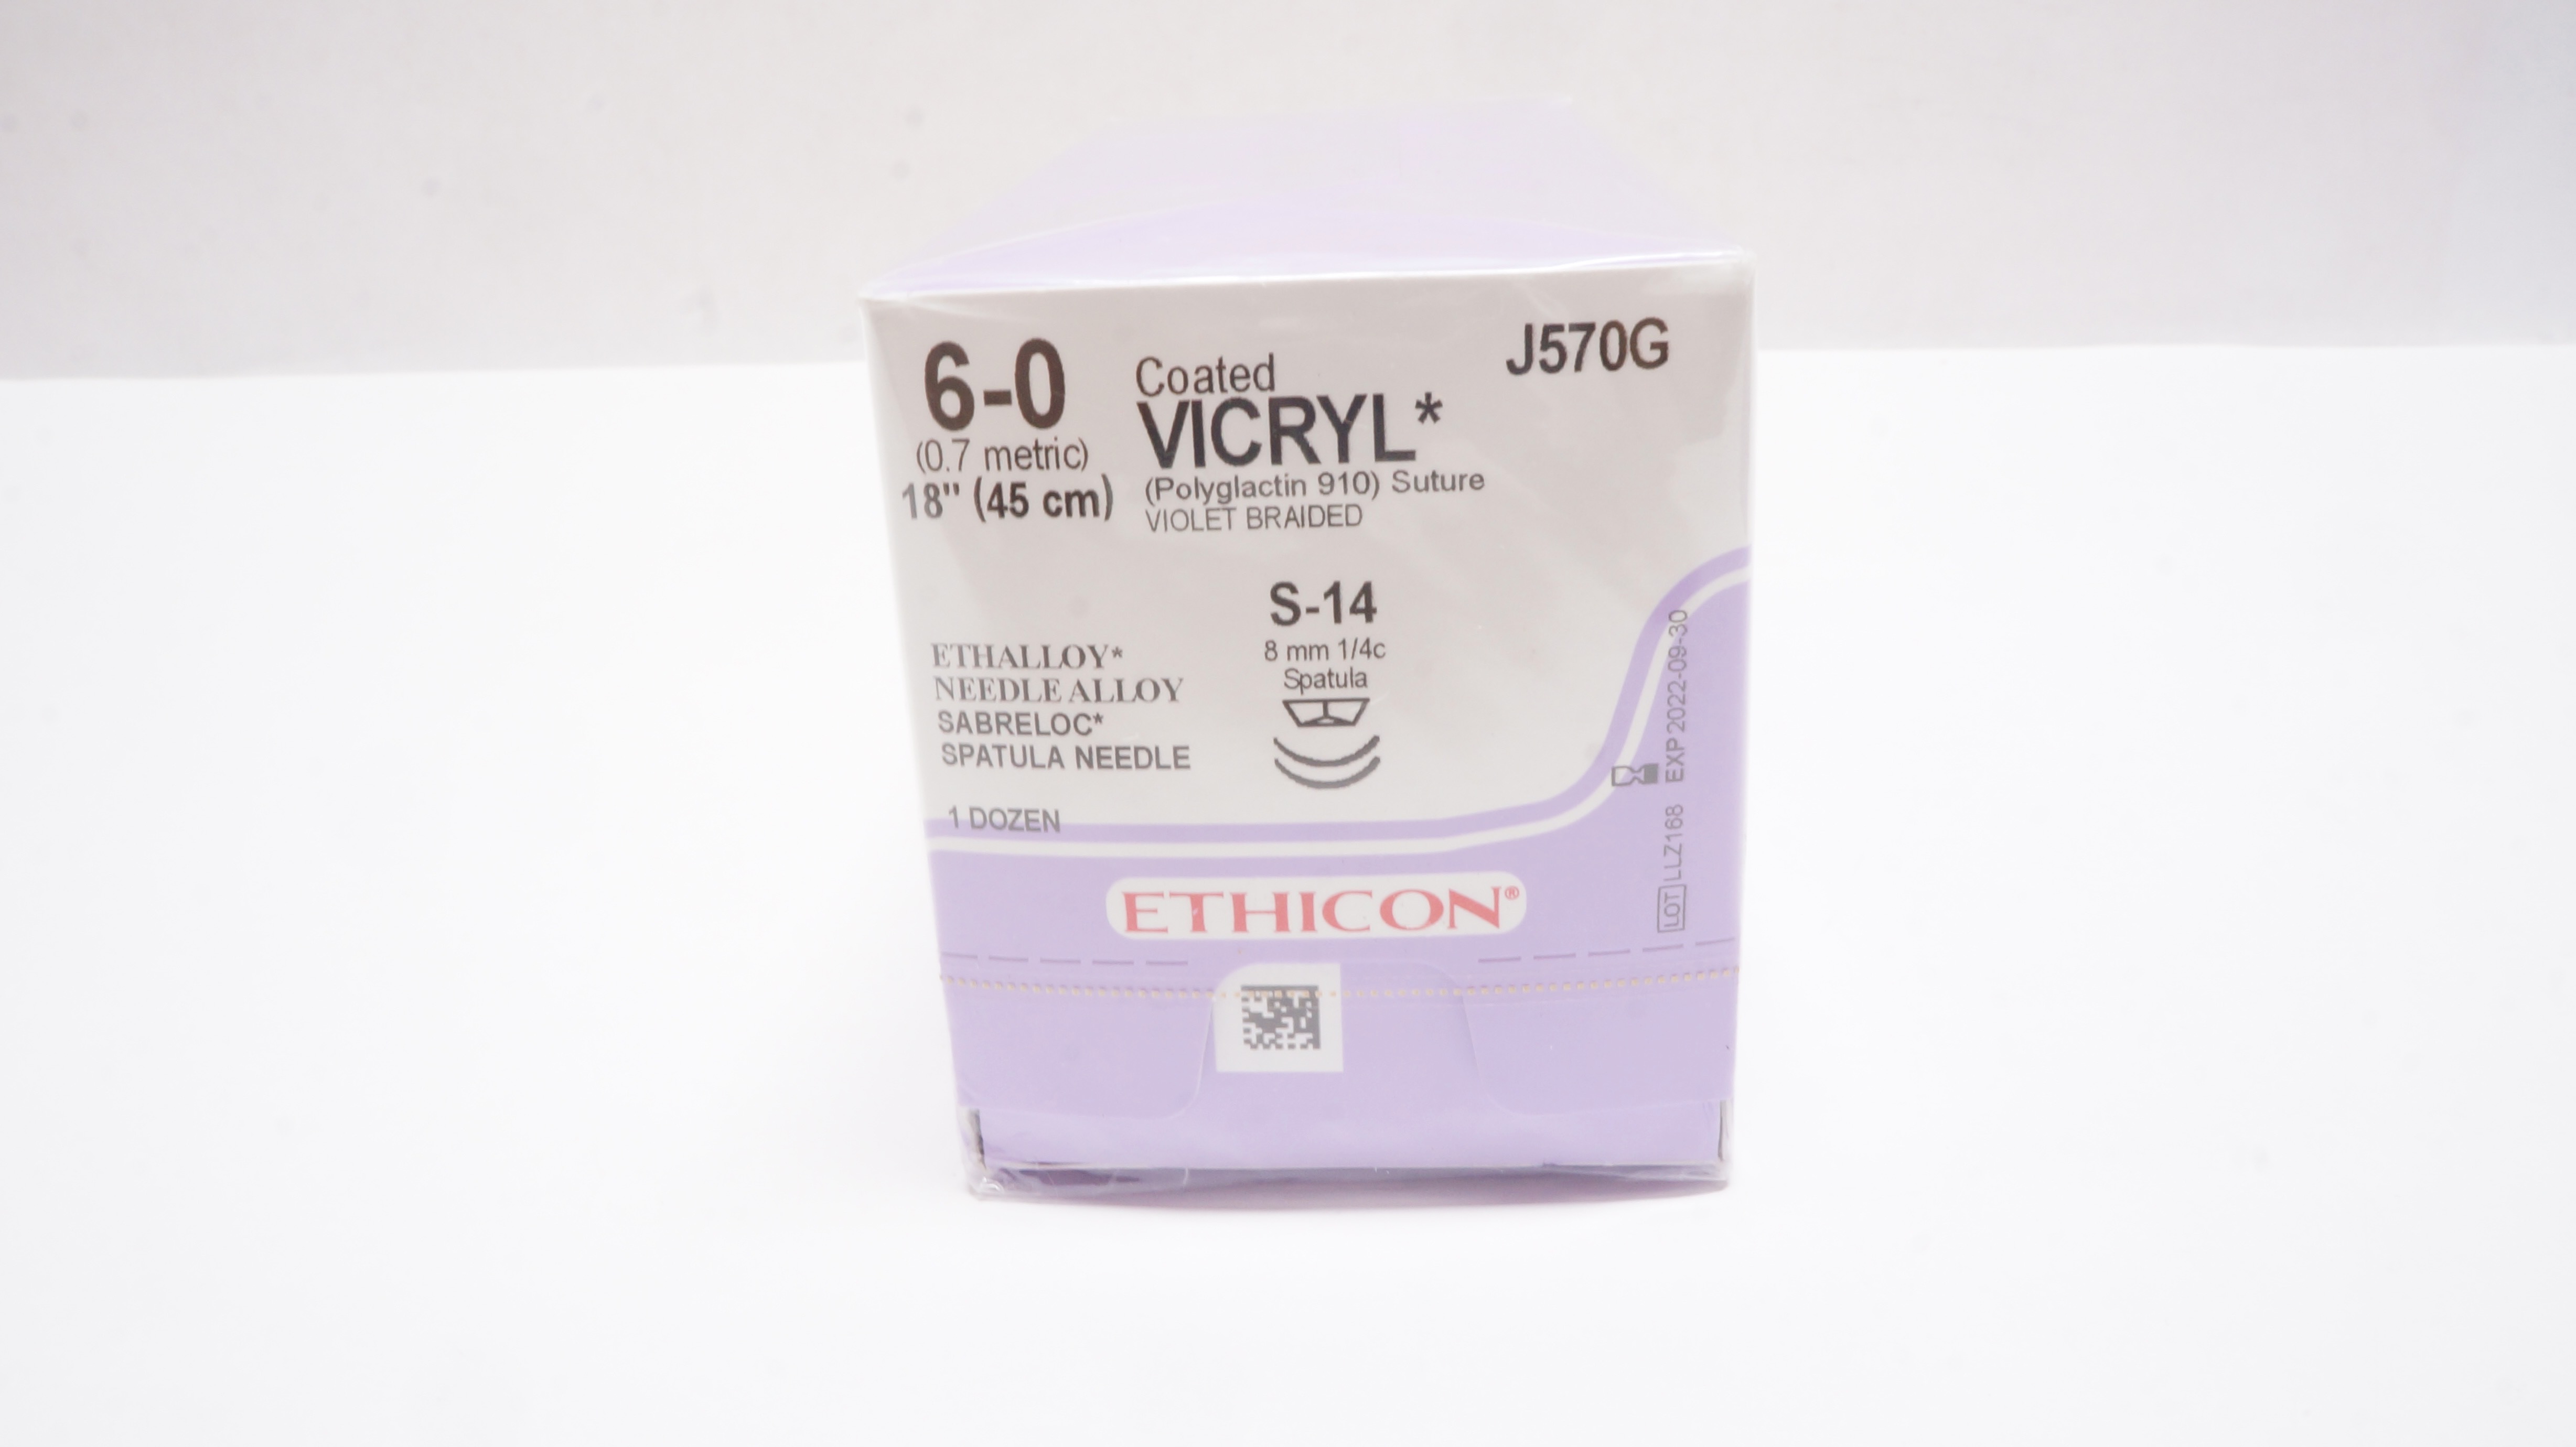 6-0
(0.7 metric)
18" (45 cm)
Coated
VICRYL*
(Polyglactin 910) Suture
VIOLET BRAIDED
J570G
S-14
8 mm 1/4c
Spatula
ETHALLOY*
NEEDLE ALLOY
SABRELOC*
SPATULA NEEDLE
1 DOZEN
ETHICON®
LOT LLZ168 EXP 2022-09-30